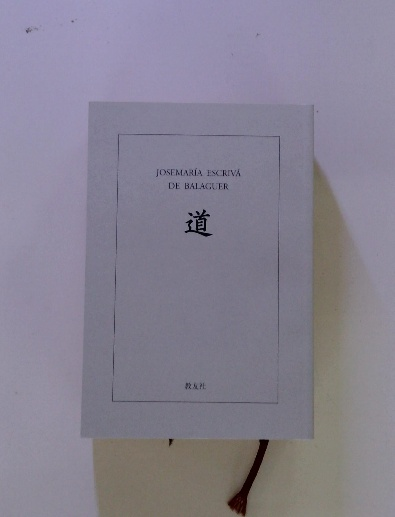 JOSEMARÍA ESCRIVÁ
DE BALAGUER
道
教友社